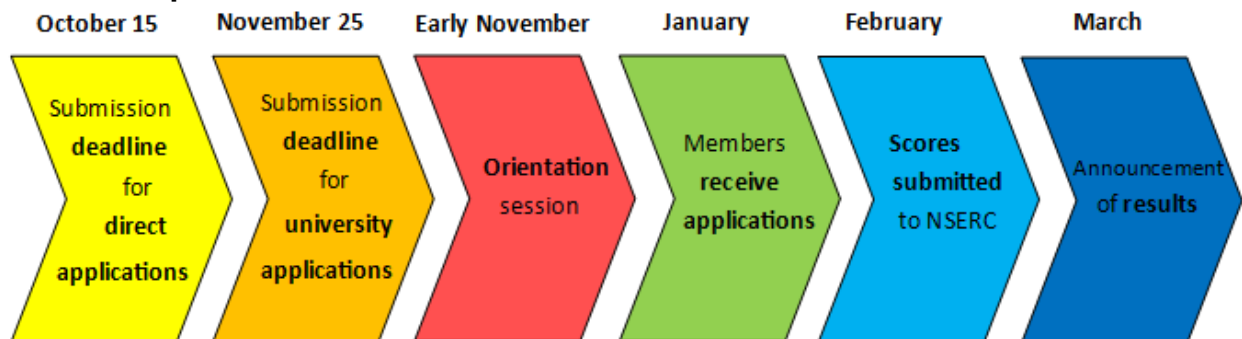 October 15
November 25
Early November
January
February
March
Submission
deadline
for
direct
applications
Submission
deadline
for
university
applications
Orientation
session
Members
receive
applications
Scores
submitted
to NSERC
Announcement
of results